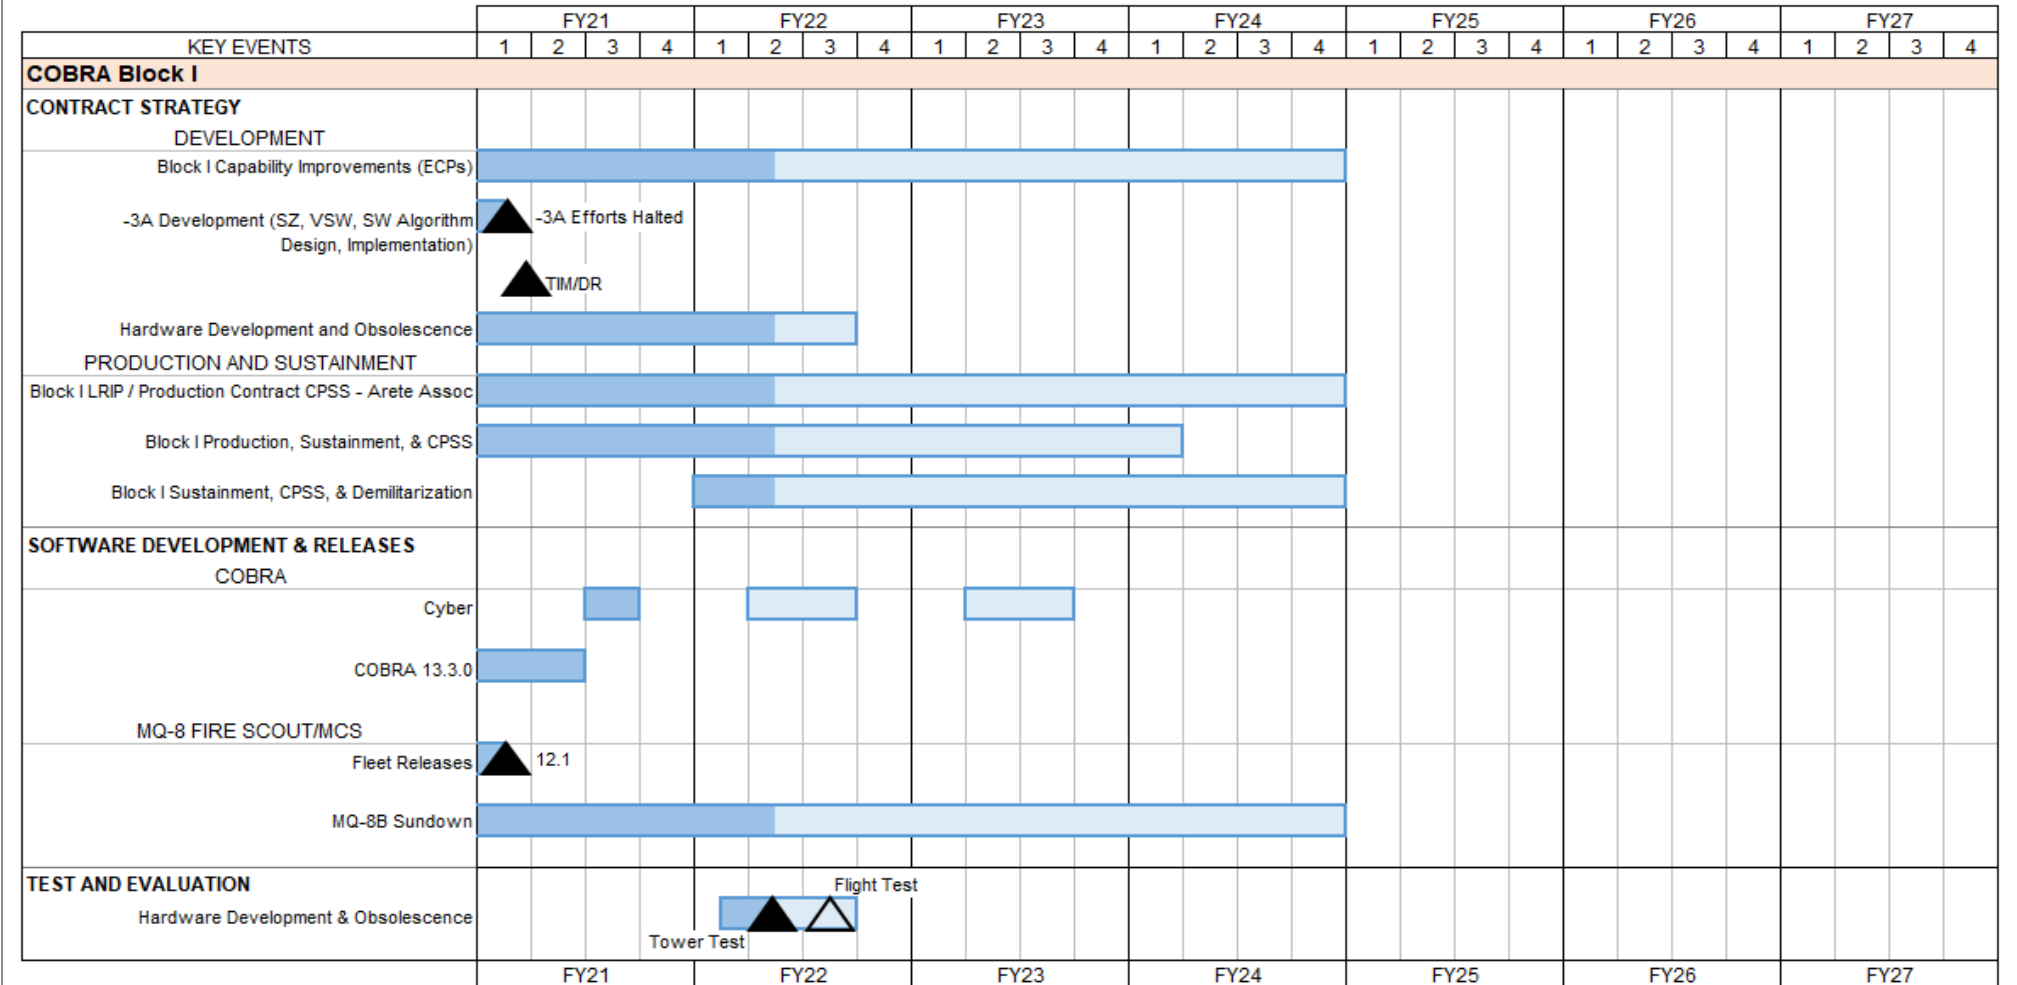 FY21 FY22 FY23 FY24 FY25 FY26 FY27
KEY EVENTS 1 2 3 4 1 2 3 4 1 2 3 4 1 2 3 4 1 2 3 4 1 2 3 4 1 2 3 4
COBRA Block I
CONTRACT STRATEGY
DEVELOPMENT
Block I Capability Improvements (ECPs)
-3A Development (SZ, VSW, SW Algorithm
Design, Implementation)
-3A Efforts Halted
TIM/DR
Hardware Development and Obsolescence
PRODUCTION AND SUSTAINMENT
Block I LRIP / Production Contract CPSS - Arete Assoc
Block I Production, Sustainment, & CPSS
Block I Sustainment, CPSS, & Demilitarization
SOFTWARE DEVELOPMENT & RELEASES
COBRA
Cyber
COBRA 13.3.0
MQ-8 FIRE SCOUT/MCS
Fleet Releases 12.1
MQ-8B Sundown
TEST AND EVALUATION
Flight Test
Hardware Development & Obsolescence
Tower Test
FY21 FY22 FY23 FY24 FY25 FY26 FY27